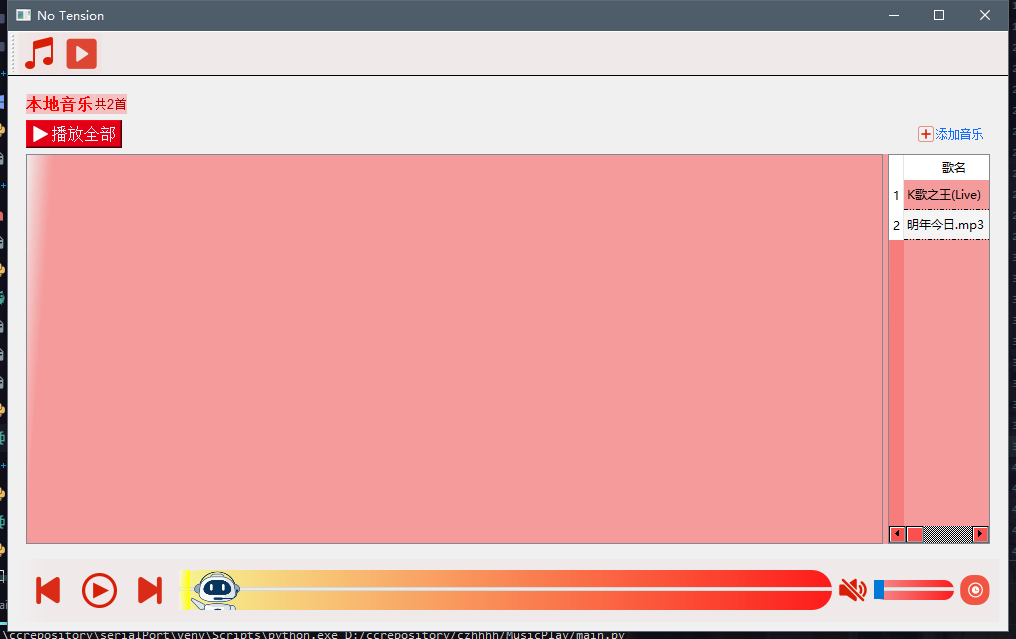 No Tension
本地音乐共2首
▶播放全部
添加音乐
歌名
1 K歌之王(Live)
2 明年今日.mp3
\ccrepository\serialPort\venv\Scripts\python.exe D:/ccrepository/czhhhh/MusicPlay/main.py